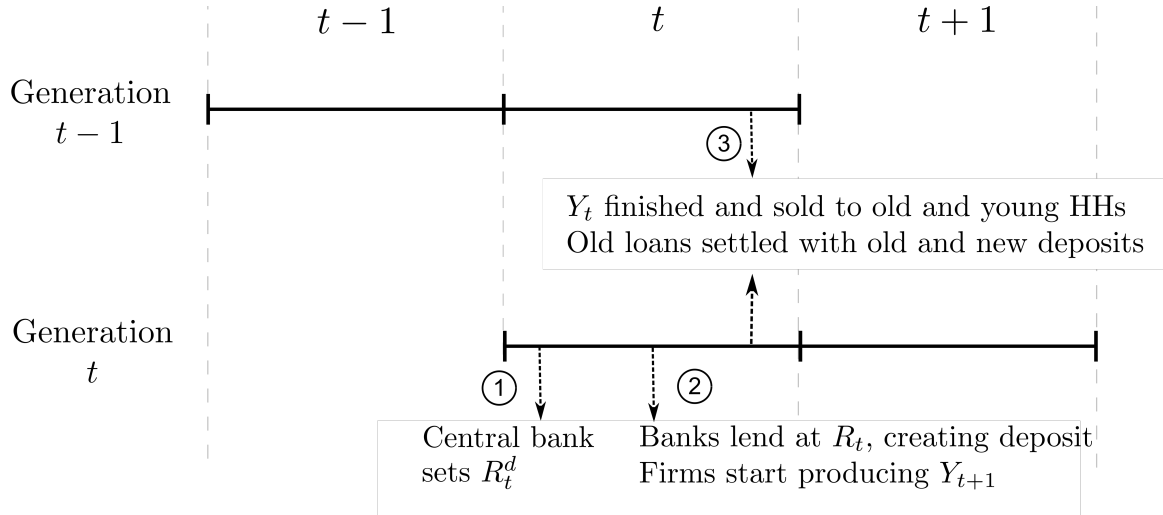 t − 1 t t + 1
Generation
t − 1
③
Y_t finished and sold to old and young HHs
Old loans settled with old and new deposits
Generation
t
① ②
Central bank
sets R_t^d
Banks lend at R_t, creating deposit
Firms start producing Y_{t+1}